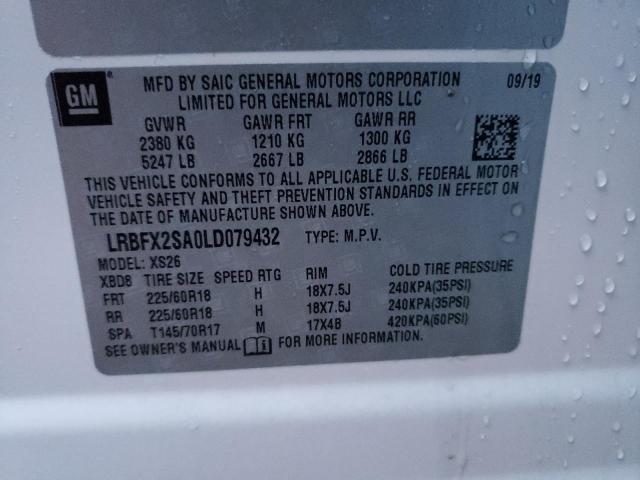 GM ® MFD BY SAIC GENERAL MOTORS CORPORATION 09/19
LIMITED FOR GENERAL MOTORS LLC
GVWR GAWR FRT GAWR RR
2380 KG 1210 KG 1300 KG
5247 LB 2667 LB 2866 LB
THIS VEHICLE CONFORMS TO ALL APPLICABLE U.S. FEDERAL MOTOR
VEHICLE SAFETY AND THEFT PREVENTION STANDARDS IN EFFECT ON
THE DATE OF MANUFACTURE SHOWN ABOVE.
LRBFX2SA0LD079432 TYPE: M.P.V.
MODEL: XS26
XBD8 TIRE SIZE SPEED RTG RIM COLD TIRE PRESSURE
FRT 225/60R18 H 18X7.5J 240KPA(35PSI)
RR 225/60R18 H 18X7.5J 240KPA(35PSI)
SPA T145/70R17 M 17X4B 420KPA(60PSI)
SEE OWNER'S MANUAL FOR MORE INFORMATION.